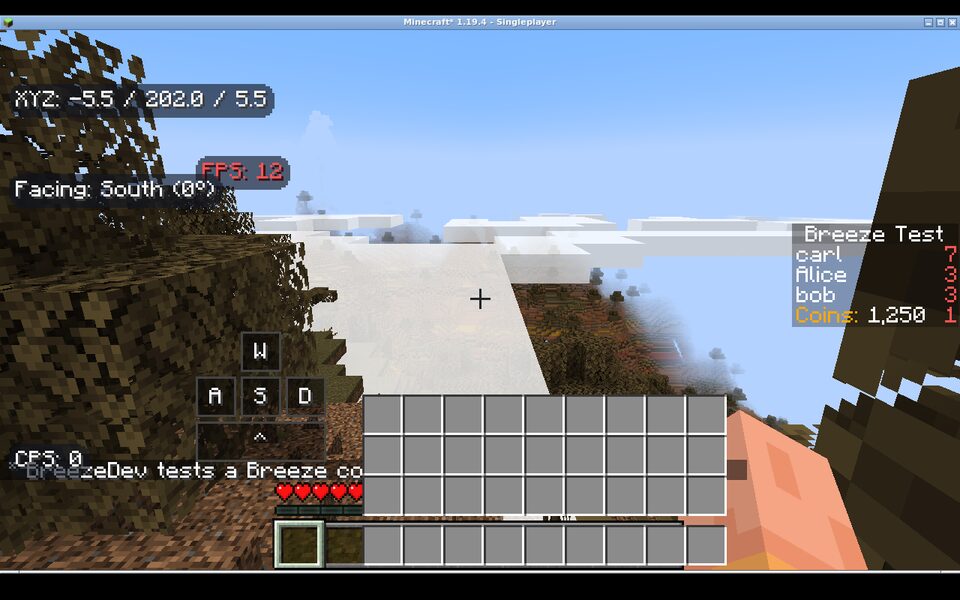 Minecraft* 1.19.4 - Singleplayer
XYZ: -5.5 / 202.0 / 5.5
FPS: 12
Facing: South (0°)
Breeze Test
carl 7
Alice 3
bob 3
Coins: 1,250 1
W
A S D
^
CPS: 0
* BreezeDev tests a Breeze co